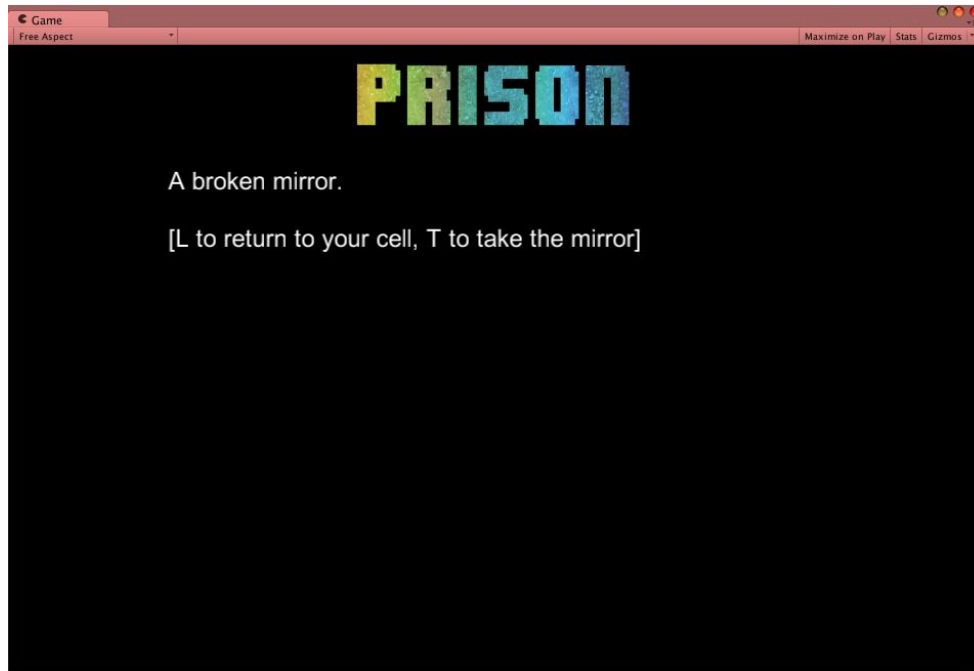 Game
Free Aspect Maximize on Play Stats Gizmos
PRISON
A broken mirror.
[L to return to your cell, T to take the mirror]